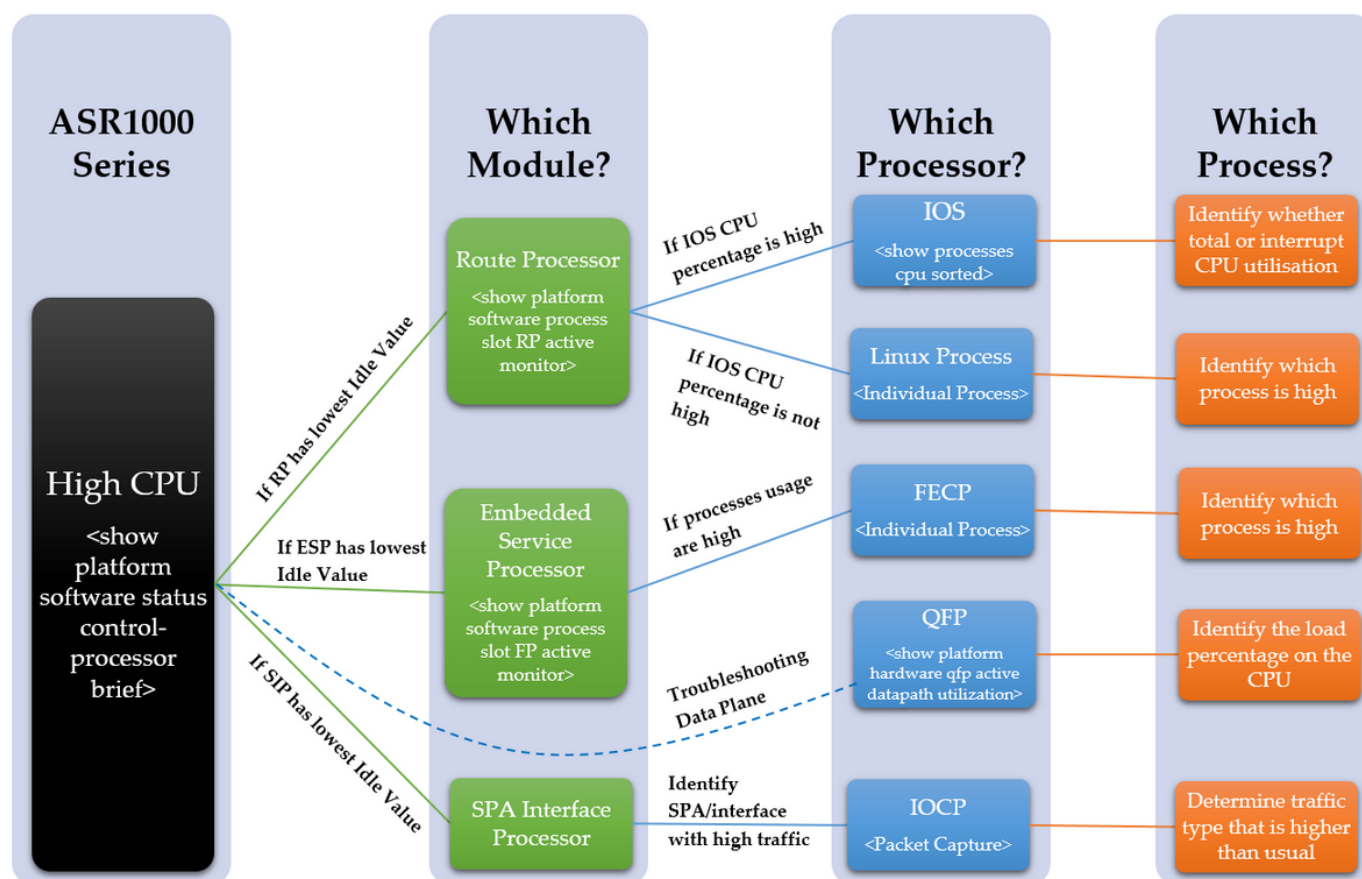 ASR1000
Series
High CPU
<show
platform
software status
control-
processor
brief>
If RP has lowest Idle Value
If ESP has lowest
Idle Value
If SIP has lowest Idle Value
Which
Module?
Route Processor
<show platform
software process
slot RP active
monitor>
Embedded
Service
Processor
<show platform
software process
slot FP active
monitor>
SPA Interface
Processor
If IOS CPU
percentage is high
If IOS CPU
percentage is not
high
If processes usage
are high
Troubleshooting
Data Plane
Identify
SPA/interface
with high traffic
Which
Processor?
IOS
<show processes
cpu sorted>
Linux Process
<Individual Process>
FECP
<Individual Process>
QFP
<show platform
hardware qfp active
datapath utilization>
IOCP
<Packet Capture>
Which
Process?
Identify whether
total or interrupt
CPU utilisation
Identify which
process is high
Identify which
process is high
Identify the load
percentage on the
CPU
Determine traffic
type that is higher
than usual